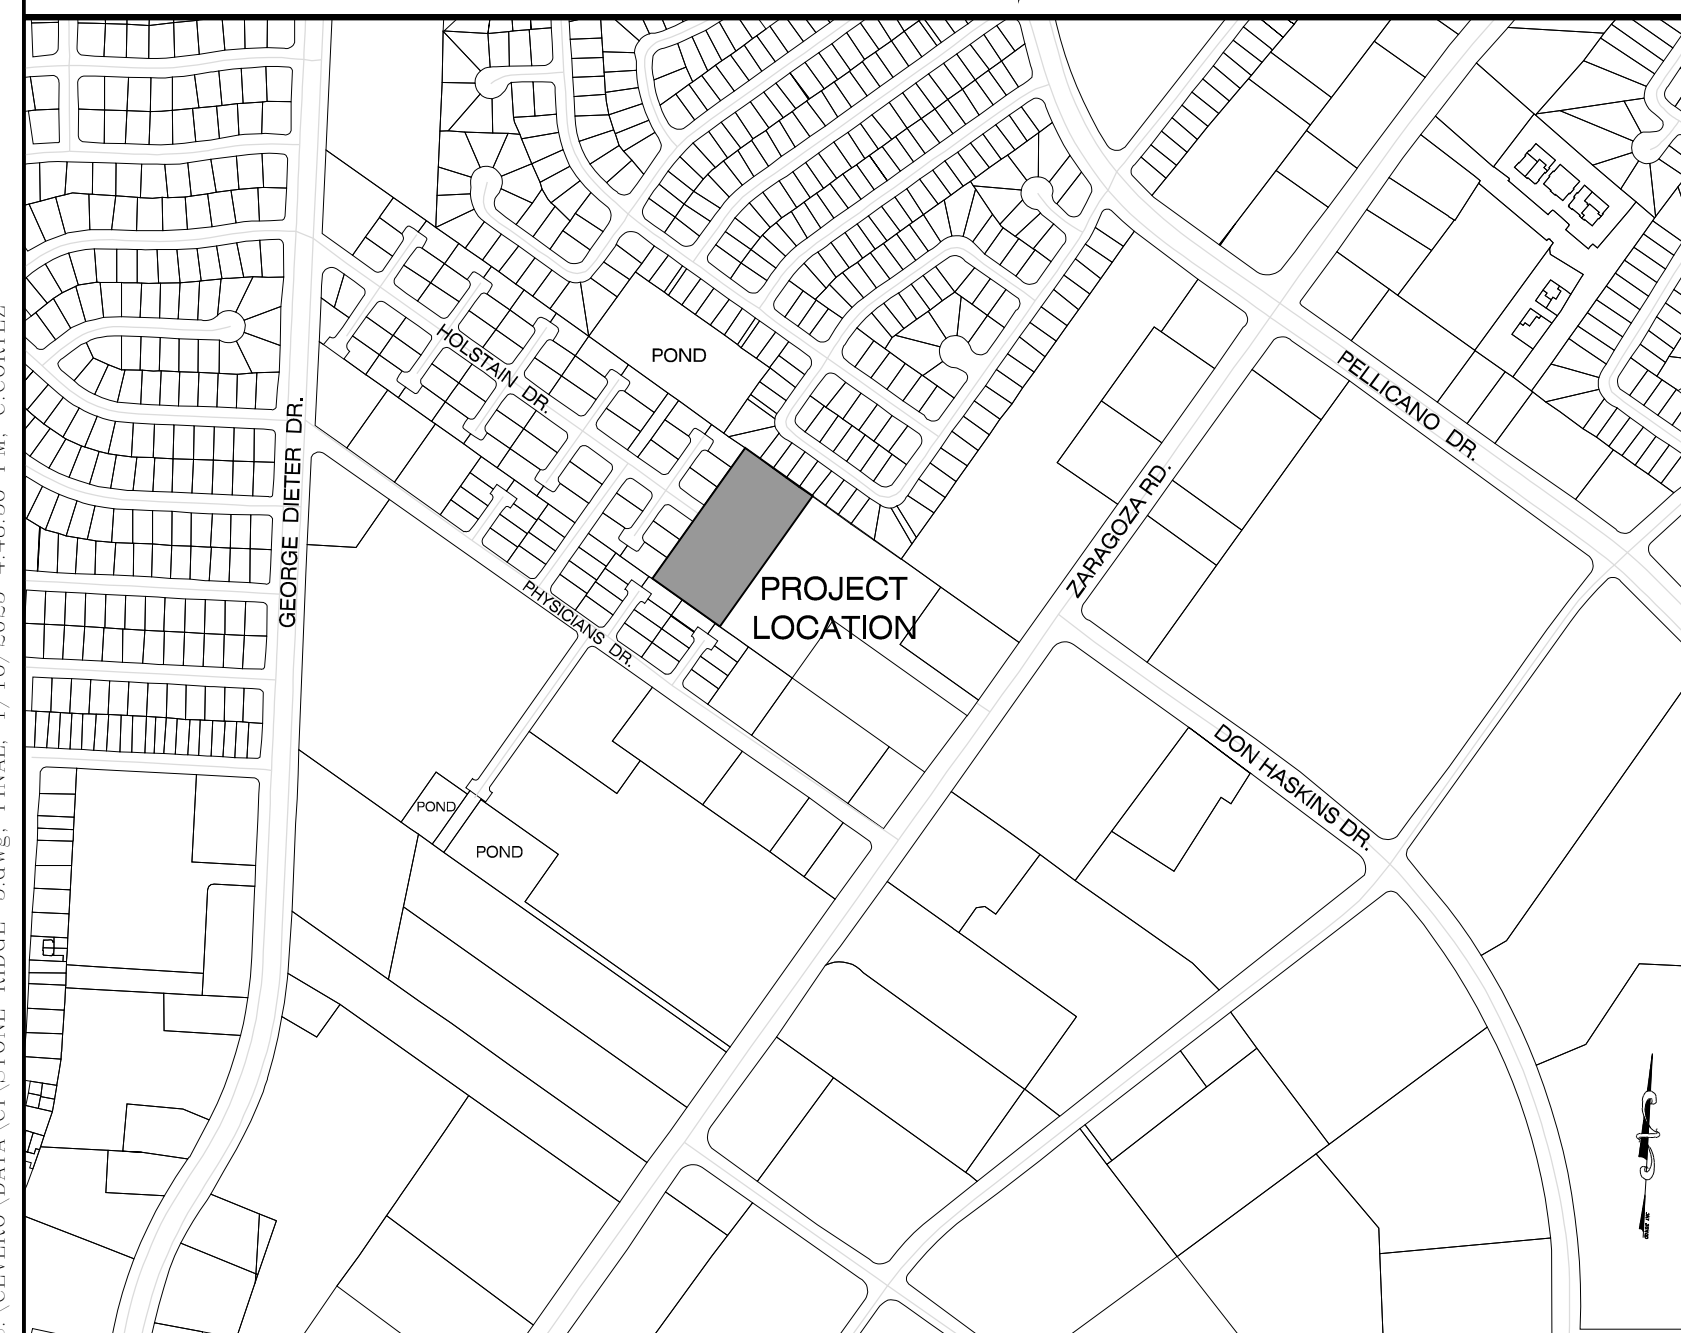 POND
HOLSTAIN DR.
PELLICANO DR.
GEORGE DIETER DR.
ZARAGOZA RD.
PROJECT
LOCATION
PHYSICIANS DR.
DON HASKINS DR.
POND
POND